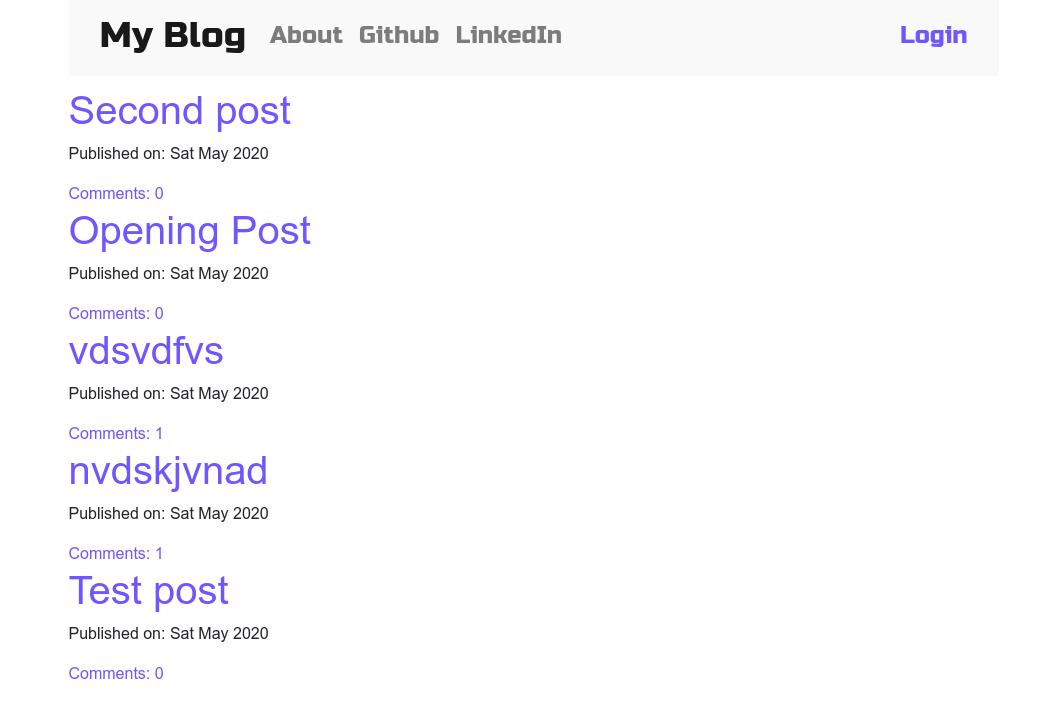 My Blog About Github LinkedIn Login
Second post
Published on: Sat May 2020
Comments: 0
Opening Post
Published on: Sat May 2020
Comments: 0
vdsvdfvs
Published on: Sat May 2020
Comments: 1
nvdskjvnad
Published on: Sat May 2020
Comments: 1
Test post
Published on: Sat May 2020
Comments: 0